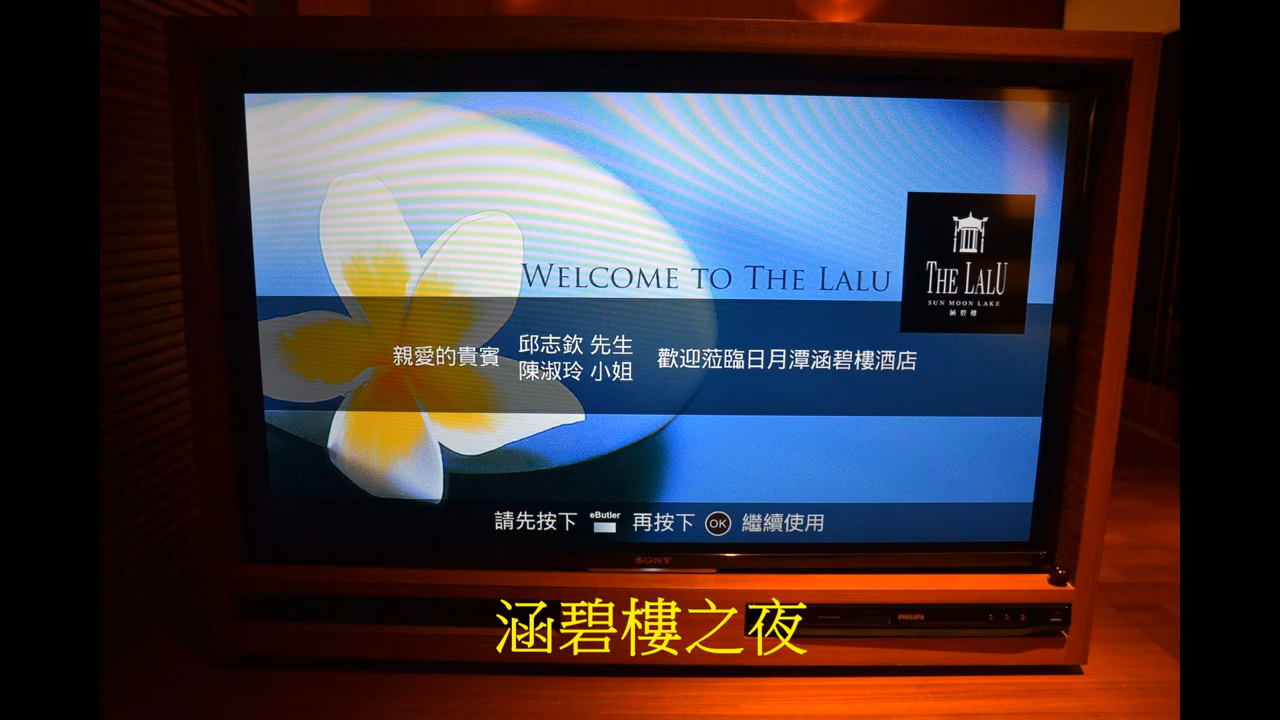 WELCOME TO THE LALU
THE LALU
SUN MOON LAKE
涵碧樓
親愛的貴賓
邱志欽 先生
陳淑玲 小姐
歡迎蒞臨日月潭涵碧樓酒店
請先按下 eButler 再按下 OK 繼續使用
SONY
PHILIPS
涵碧樓之夜